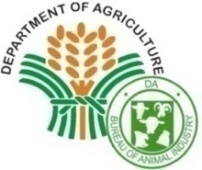 DEPARTMENT OF AGRICULTURE
DA
BUREAU OF ANIMAL INDUSTRY